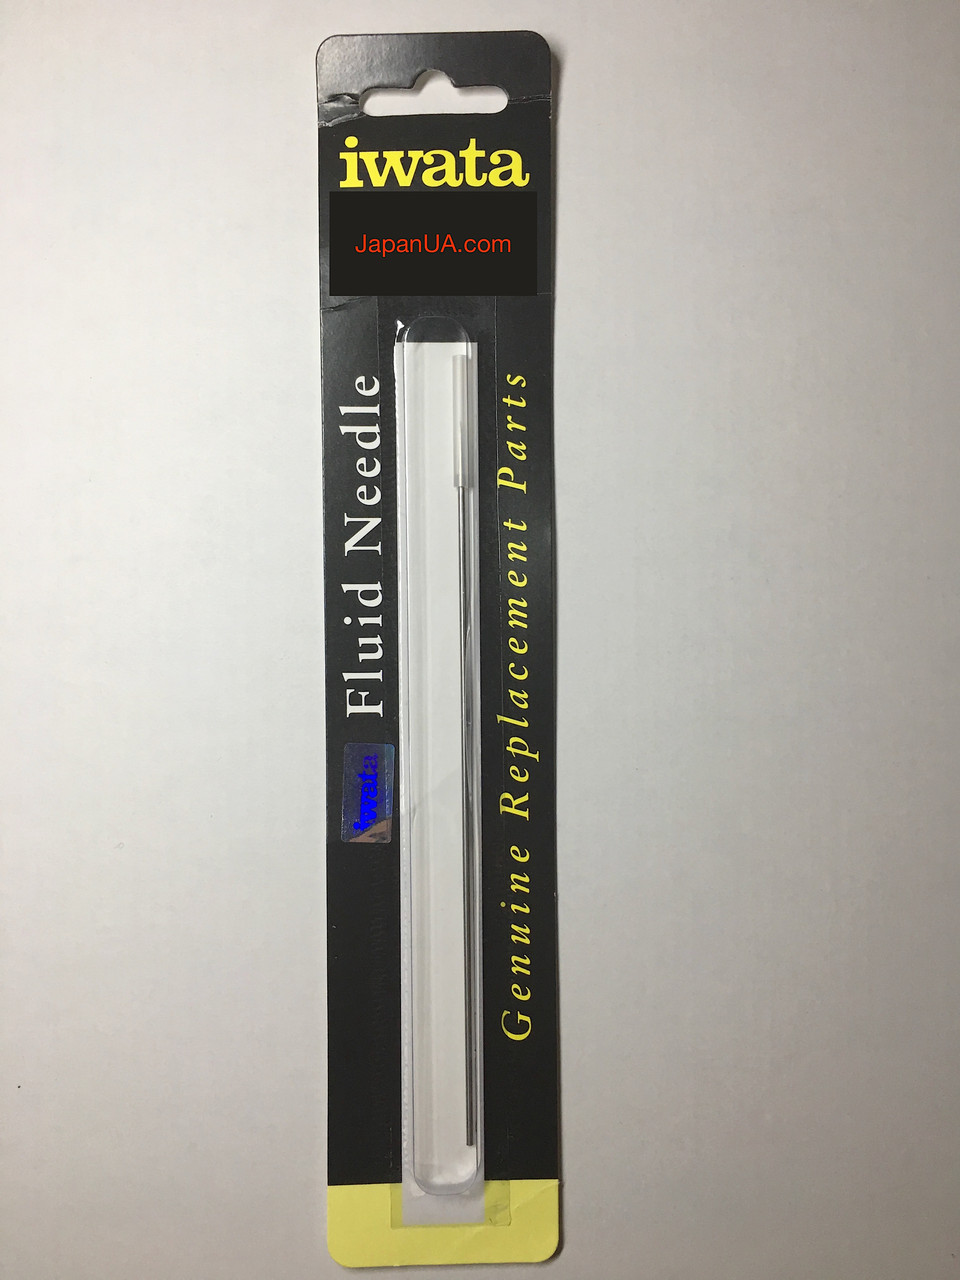 iwata
JapanUA.com
Fluid Needle
Genuine Replacement Parts
iwata